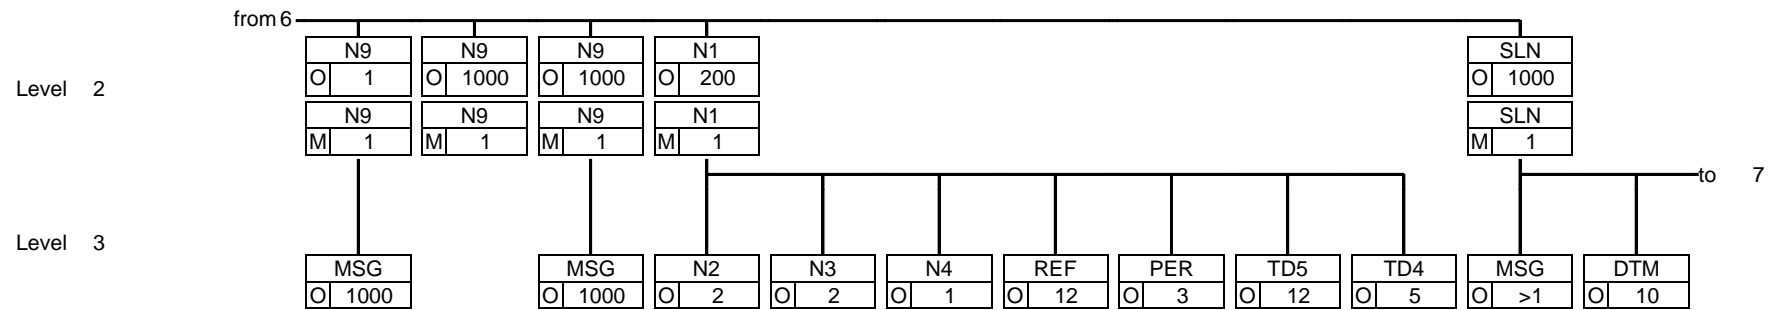 from 6
N9 N9 N9 N1 SLN
O 1 O 1000 O 1000 O 200 O 1000
Level 2
N9 N9 N9 N1 SLN
M 1 M 1 M 1 M 1 M 1
to 7
Level 3
MSG MSG N2 N3 N4 REF PER TD5 TD4 MSG DTM
O 1000 O 1000 O 2 O 2 O 1 O 12 O 3 O 12 O 5 O >1 O 10